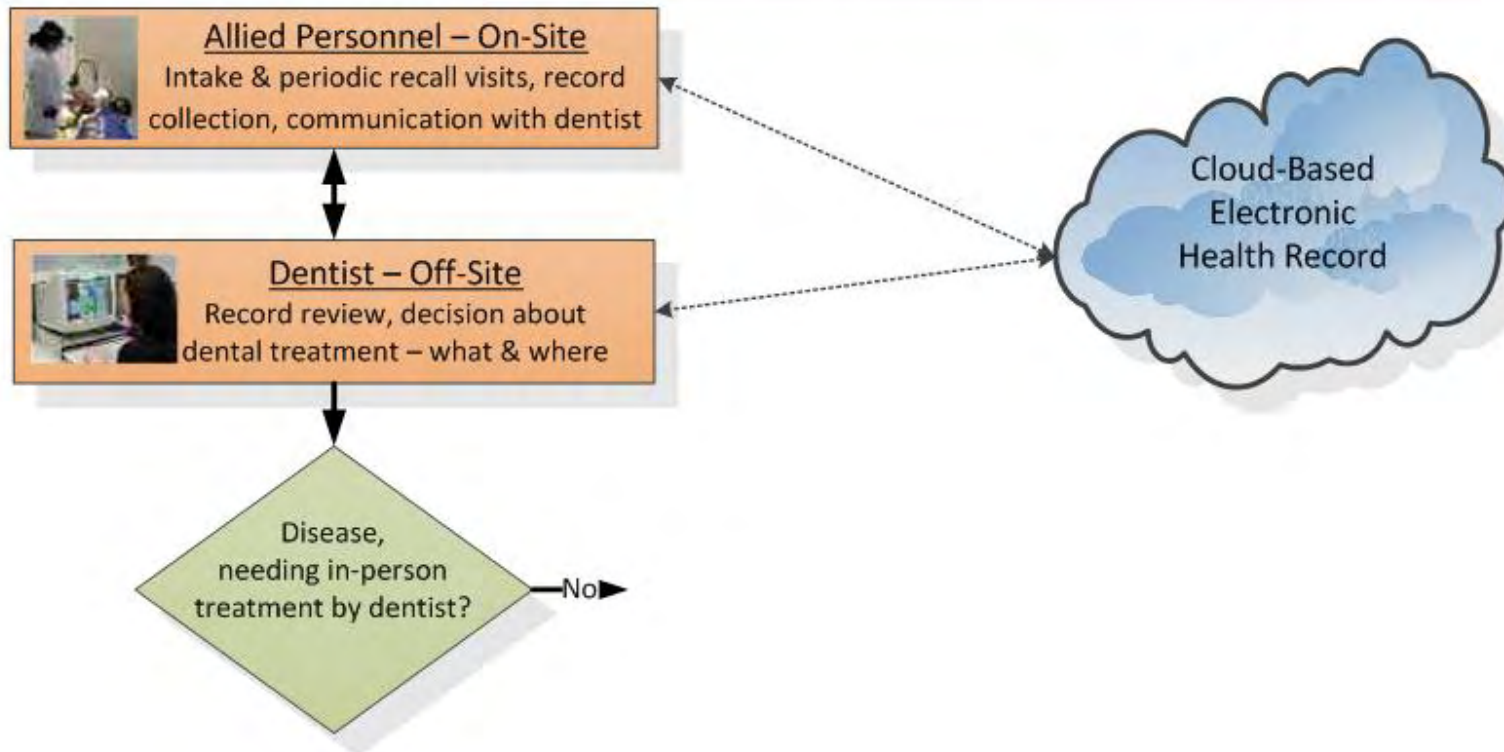 Allied Personnel – On-Site
Intake & periodic recall visits, record
collection, communication with dentist
Cloud-Based
Electronic
Health Record
Dentist – Off-Site
Record review, decision about
dental treatment – what & where
Disease,
needing in-person
treatment by dentist?
No